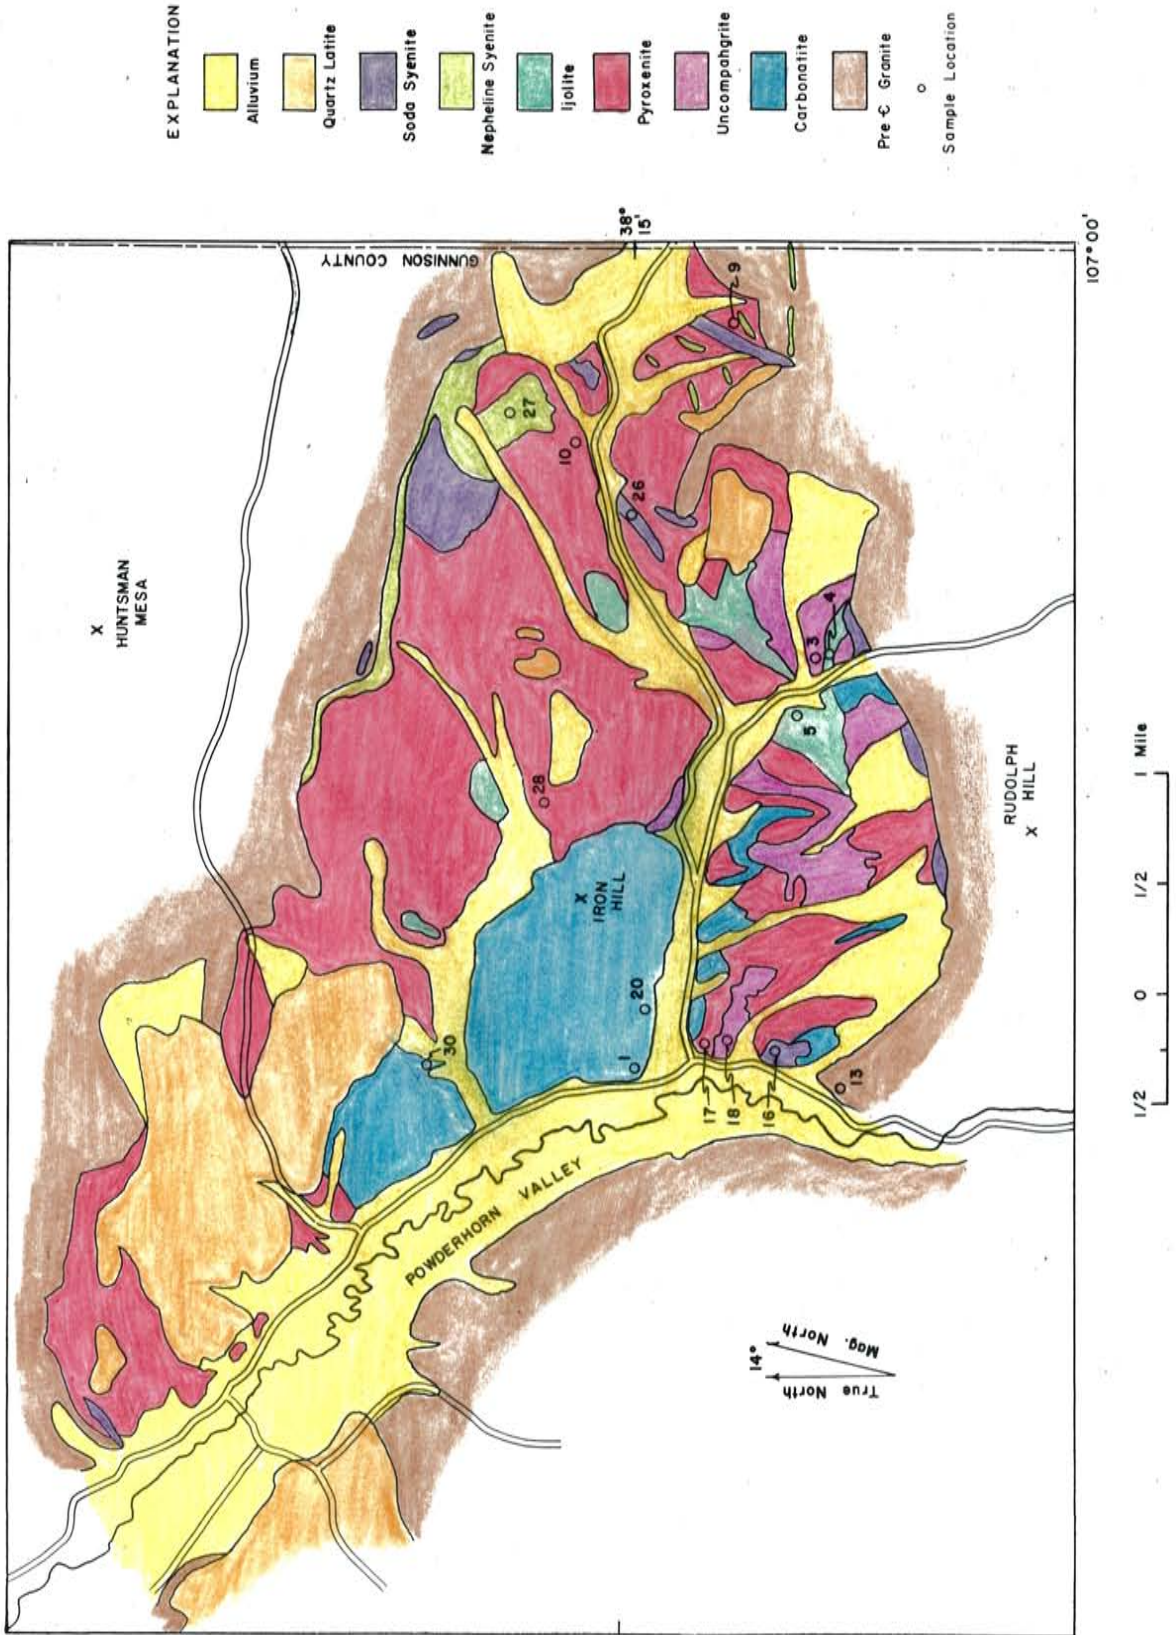 EXPLANATION
Alluvium
Quartz Latite
Soda Syenite
Nepheline Syenite
Ijolite
Pyroxenite
Uncompahgrite
Carbonatite
Pre-Є Granite
Sample Location
X
HUNTSMAN
MESA
GUNNISON COUNTY
38°
15'
107° 00'
27
10
26
9
28
3
4
5
X
IRON
HILL
20
1
30
17
18
16
13
RUDOLPH
HILL
X
POWDERHORN VALLEY
14°
True North
Mag. North
1/2
0
1/2
1 Mile